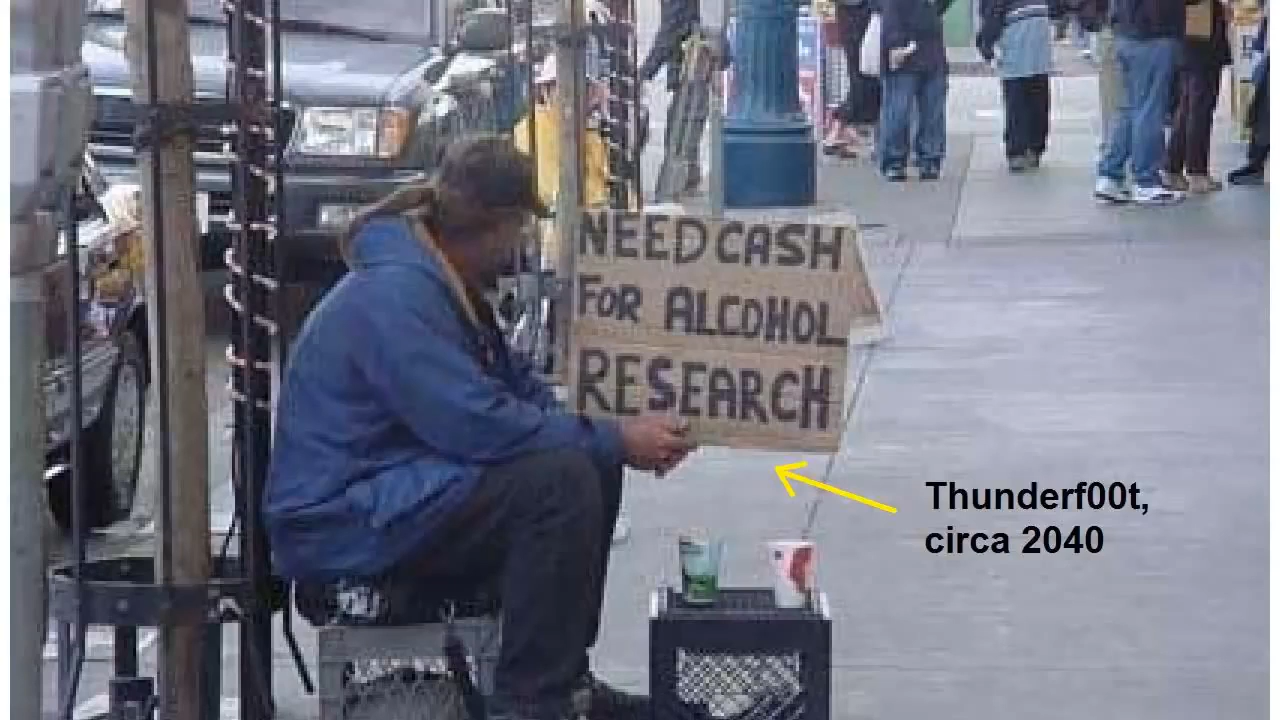 NEED CASH
FOR ALCOHOL
RESEARCH
Thunderf00t,
circa 2040